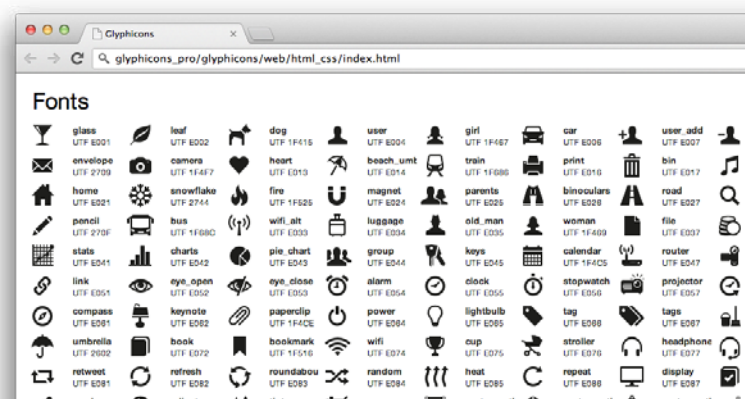 Glyphicons
glyphicons_pro/glyphicons/web/html_css/index.html
Fonts
glass leaf dog user girl car user_add
UTF E001 UTF E002 UTF 1F415 UTF E004 UTF 1F467 UTF E006 UTF E007
envelope camera heart beach_umb train print bin
UTF 2709 UTF 1F4F7 UTF E013 UTF E014 UTF 1F686 UTF E016 UTF E017
home snowflake fire magnet parents binoculars road
UTF E021 UTF 2744 UTF 1F525 UTF E024 UTF E025 UTF E026 UTF E027
pencil bus wifi_alt luggage old_man woman file
UTF 270F UTF 1F68C UTF E033 UTF E034 UTF E035 UTF 1F469 UTF E037
stats charts pie_chart group keys calendar router
UTF E041 UTF E042 UTF E043 UTF E044 UTF E045 UTF 1F4C5 UTF E047
link eye_open eye_close alarm clock stopwatch projector
UTF E051 UTF E052 UTF E053 UTF E054 UTF E055 UTF E056 UTF E057
compass keynote paperclip power lightbulb tag tags
UTF E061 UTF E062 UTF 1F4CE UTF E064 UTF E065 UTF E066 UTF E067
umbrella book bookmark wifi cup stroller headphone
UTF 2602 UTF E072 UTF 1F516 UTF E074 UTF E075 UTF E076 UTF E077
retweet refresh roundabou random heat repeat display
UTF E081 UTF E082 UTF E083 UTF E084 UTF E085 UTF E086 UTF E087